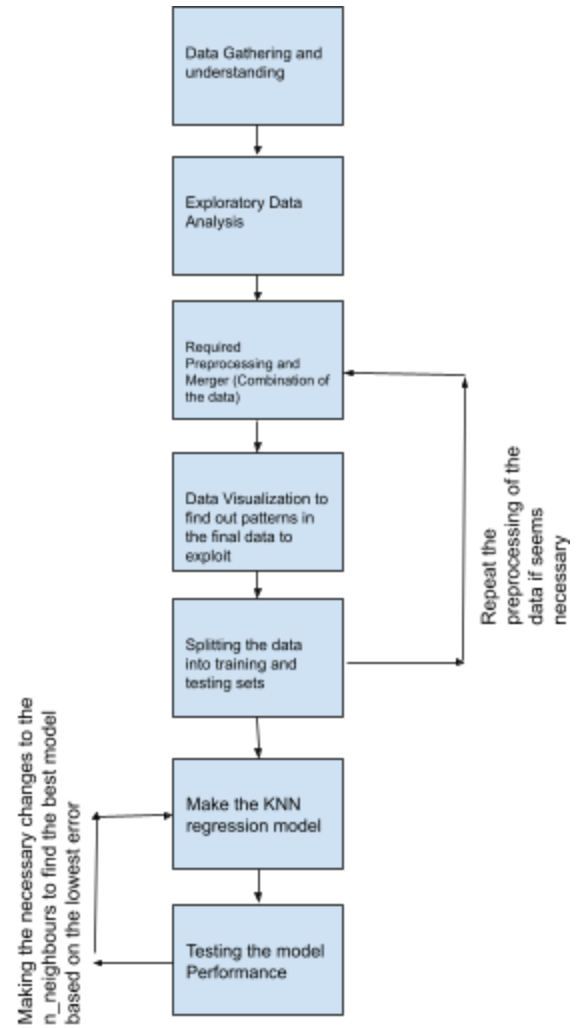 Data Gathering and
understanding
Exploratory Data
Analysis
Required
Preprocessing and
Merger (Combination of
the data)
Data Visualization to
find out patterns in
the final data to
exploit
Splitting the data
into training and
testing sets
Repeat the
preprocessing of the
data if seems
necessary
Make the KNN
regression model
Testing the model
Performance
Making the necessary changes to the
n_neighbours to find the best model
based on the lowest error